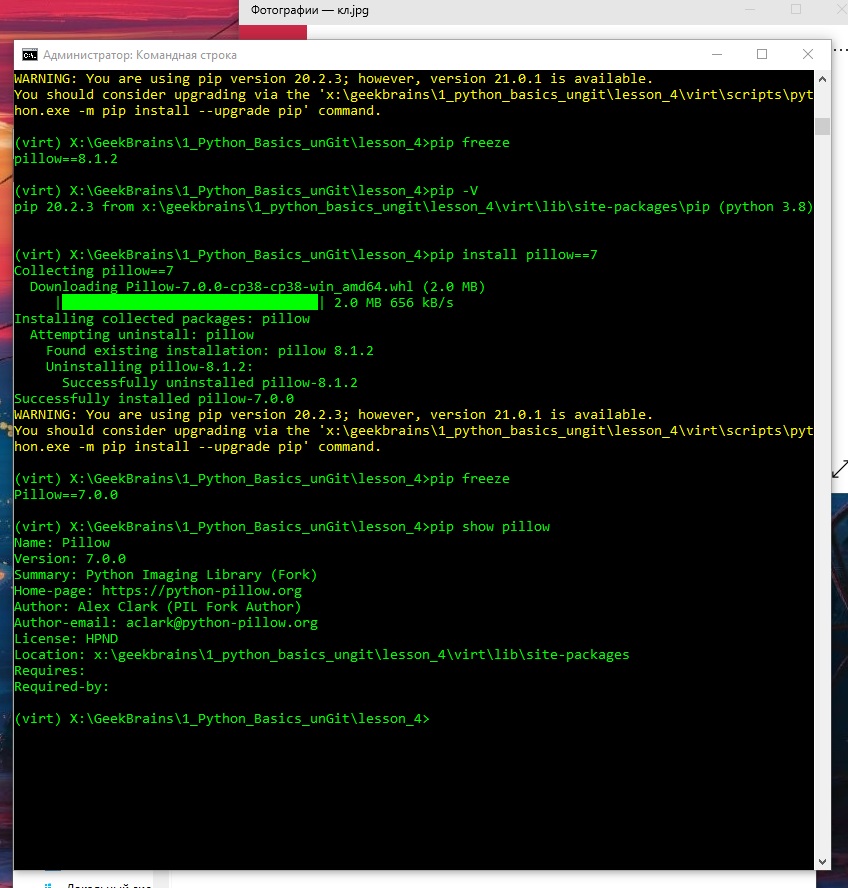 Фотографии — кл.jpg
Администратор: Командная строка
WARNING: You are using pip version 20.2.3; however, version 21.0.1 is available.
You should consider upgrading via the 'x:\geekbrains\1_python_basics_ungit\lesson_4\virt\scripts\pyt
hon.exe -m pip install --upgrade pip' command.
(virt) X:\GeekBrains\1_Python_Basics_unGit\lesson_4>pip freeze
pillow==8.1.2
(virt) X:\GeekBrains\1_Python_Basics_unGit\lesson_4>pip -V
pip 20.2.3 from x:\geekbrains\1_python_basics_ungit\lesson_4\virt\lib\site-packages\pip (python 3.8)
(virt) X:\GeekBrains\1_Python_Basics_unGit\lesson_4>pip install pillow==7
Collecting pillow==7
Downloading Pillow-7.0.0-cp38-cp38-win_amd64.whl (2.0 MB)
|                                | 2.0 MB 656 kB/s
Installing collected packages: pillow
Attempting uninstall: pillow
Found existing installation: pillow 8.1.2
Uninstalling pillow-8.1.2:
Successfully uninstalled pillow-8.1.2
Successfully installed pillow-7.0.0
WARNING: You are using pip version 20.2.3; however, version 21.0.1 is available.
You should consider upgrading via the 'x:\geekbrains\1_python_basics_ungit\lesson_4\virt\scripts\pyt
hon.exe -m pip install --upgrade pip' command.
(virt) X:\GeekBrains\1_Python_Basics_unGit\lesson_4>pip freeze
Pillow==7.0.0
(virt) X:\GeekBrains\1_Python_Basics_unGit\lesson_4>pip show pillow
Name: Pillow
Version: 7.0.0
Summary: Python Imaging Library (Fork)
Home-page: https://python-pillow.org
Author: Alex Clark (PIL Fork Author)
Author-email: aclark@python-pillow.org
License: HPND
Location: x:\geekbrains\1_python_basics_ungit\lesson_4\virt\lib\site-packages
Requires:
Required-by:
(virt) X:\GeekBrains\1_Python_Basics_unGit\lesson_4>